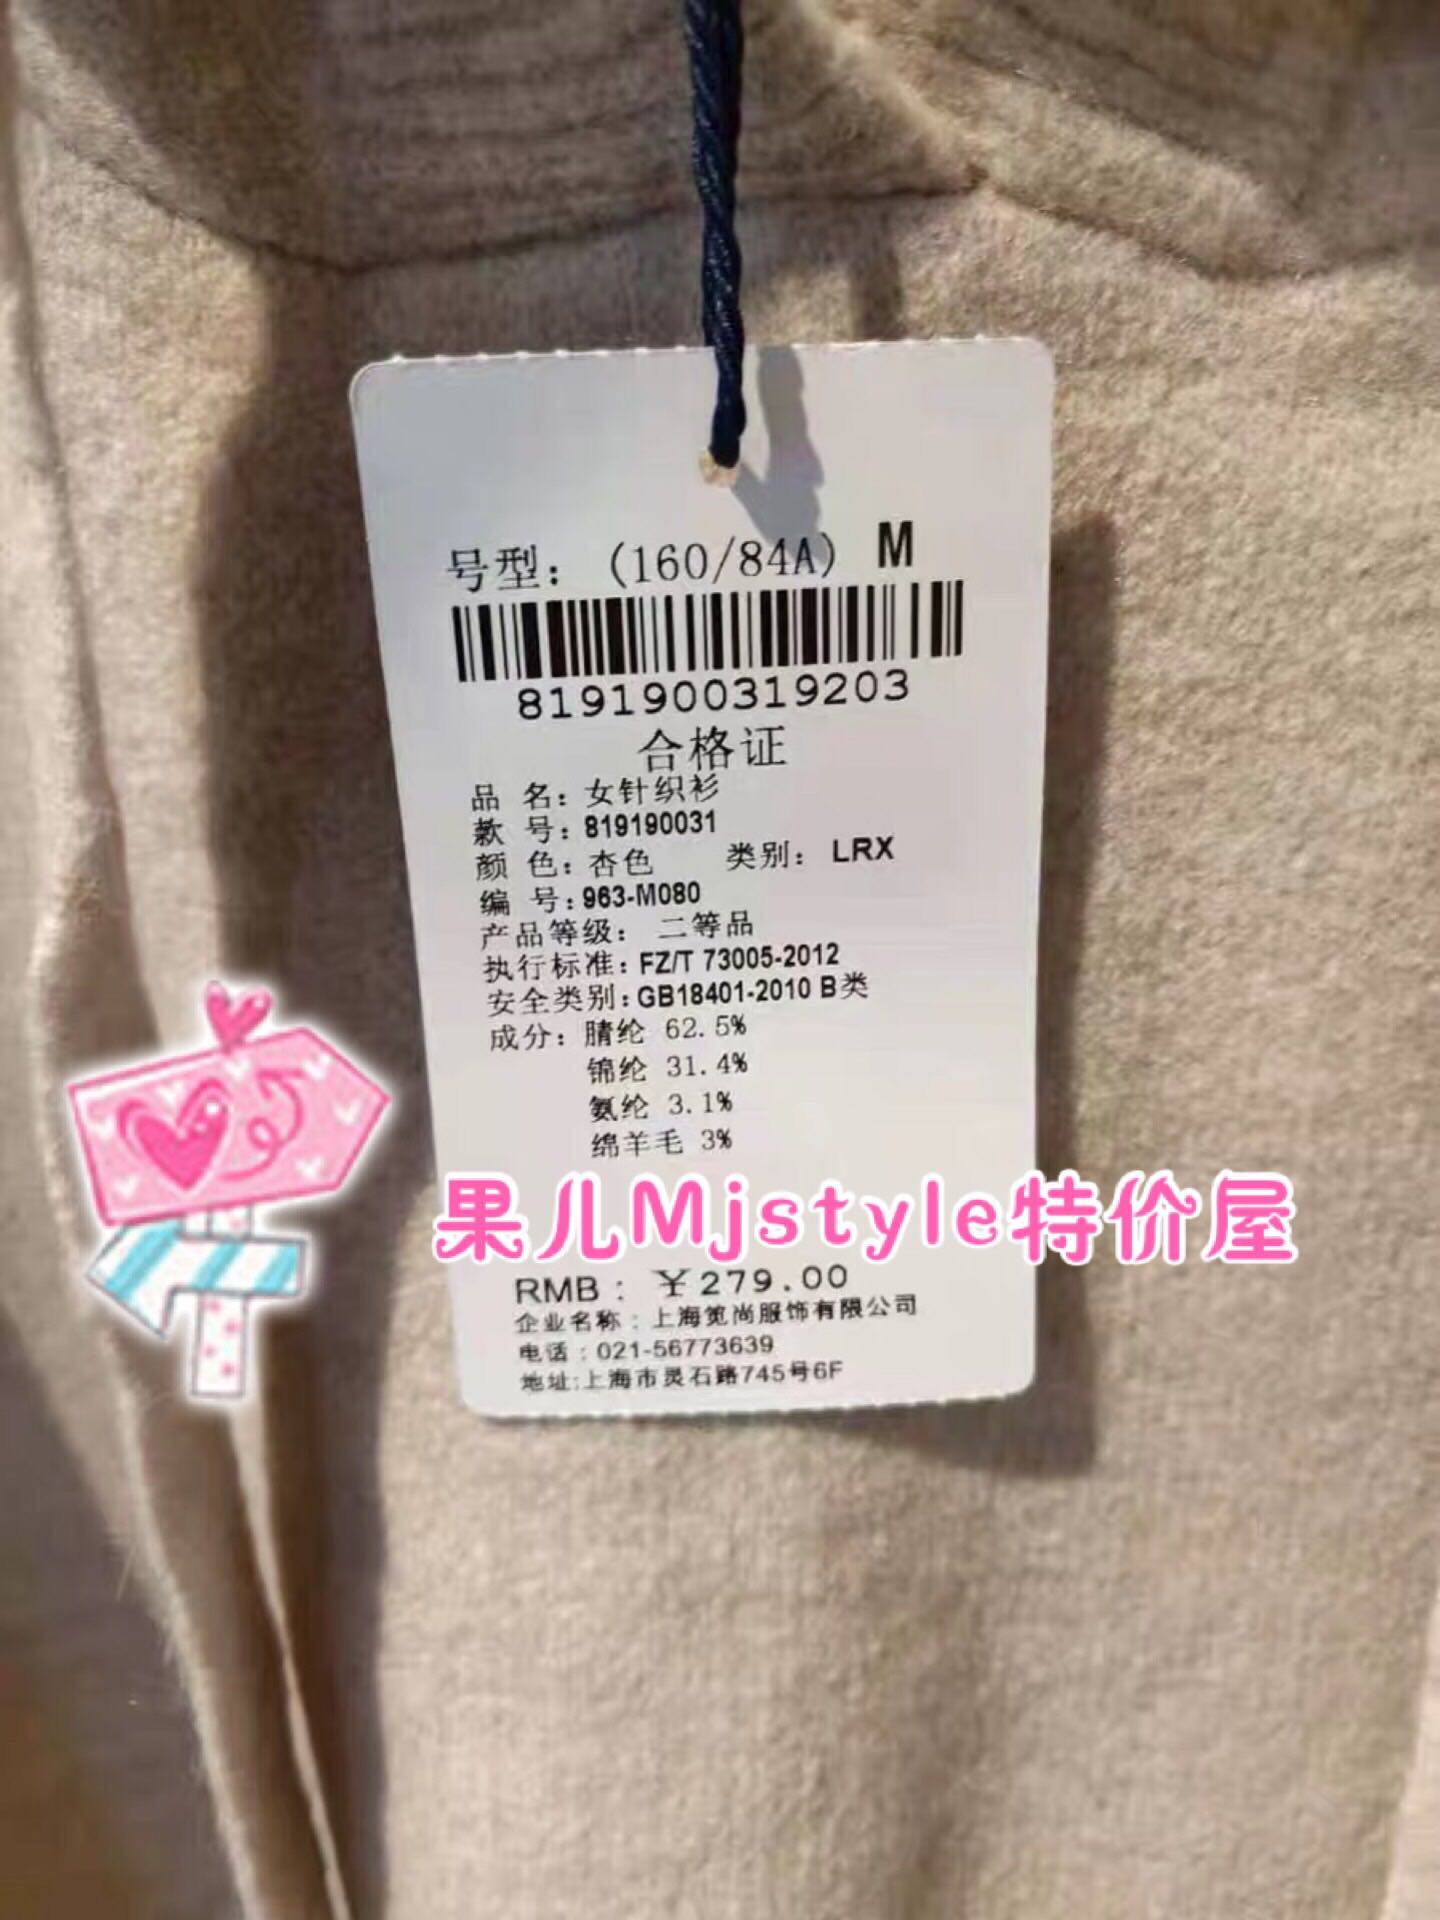 号型：(160/84A) M
8191900319203
合格证
品 名：女针织衫
款 号：819190031
颜 色：杏色 类别：LRX
编 号：963-M080
产品等级： 二等品
执行标准：FZ/T 73005-2012
安全类别：GB18401-2010 B类
成分：腈纶 62.5%
锦纶 31.4%
氨纶 3.1%
绵羊毛 3%
果儿Mjstyle特价屋
RMB：￥279.00
企业名称：上海笕尚服饰有限公司
电话：021-56773639
地址:上海市灵石路745号6F